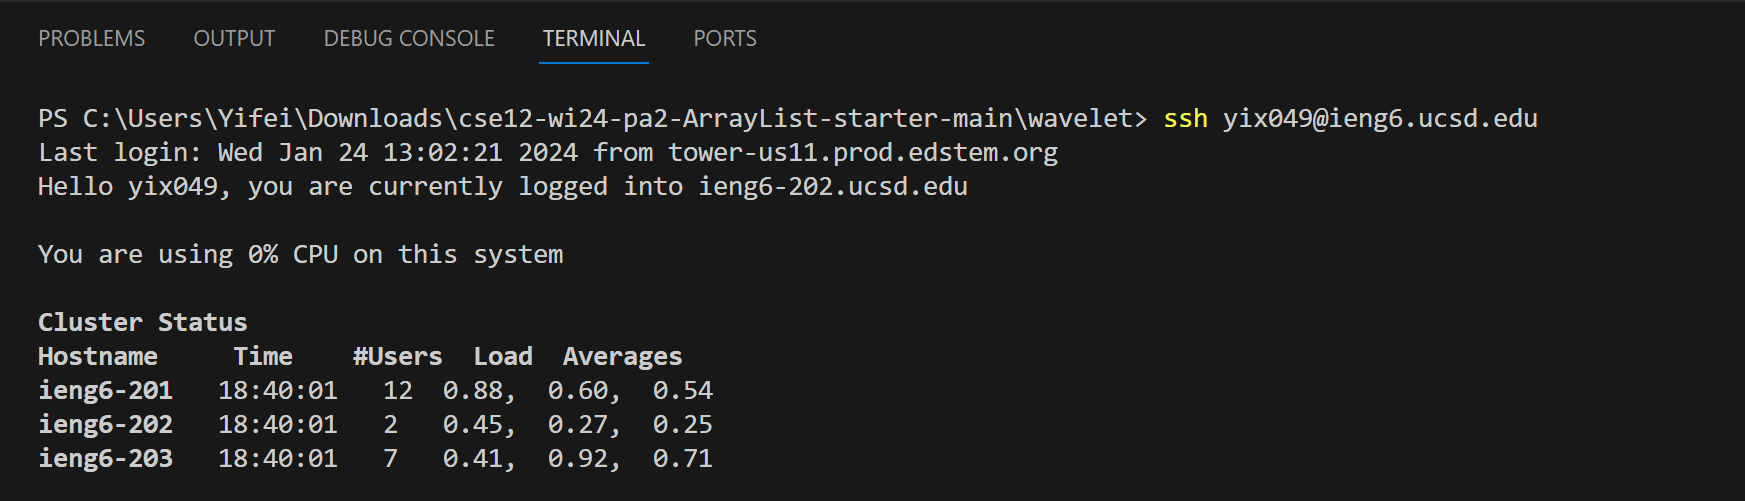 PROBLEMS OUTPUT DEBUG CONSOLE TERMINAL PORTS
PS C:\Users\Yifei\Downloads\cse12-wi24-pa2-ArrayList-starter-main\wavelet> ssh yix049@ieng6.ucsd.edu
Last login: Wed Jan 24 13:02:21 2024 from tower-us11.prod.edstem.org
Hello yix049, you are currently logged into ieng6-202.ucsd.edu
You are using 0% CPU on this system
Cluster Status
Hostname Time #Users Load Averages
ieng6-201 18:40:01 12 0.88, 0.60, 0.54
ieng6-202 18:40:01 2 0.45, 0.27, 0.25
ieng6-203 18:40:01 7 0.41, 0.92, 0.71